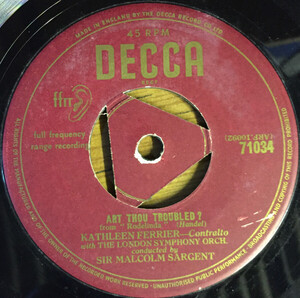 MADE IN ENGLAND BY THE DECCA RECORD CO. LTD
45 RPM
DECCA
ffrr
full frequency
range recording
71034
ART THOU TROUBLED?
from "Rodelinda" (Handel)
KATHLEEN FERRIER—Contralto
with THE LONDON SYMPHONY ORCH.
conducted by
SIR MALCOLM SARGENT